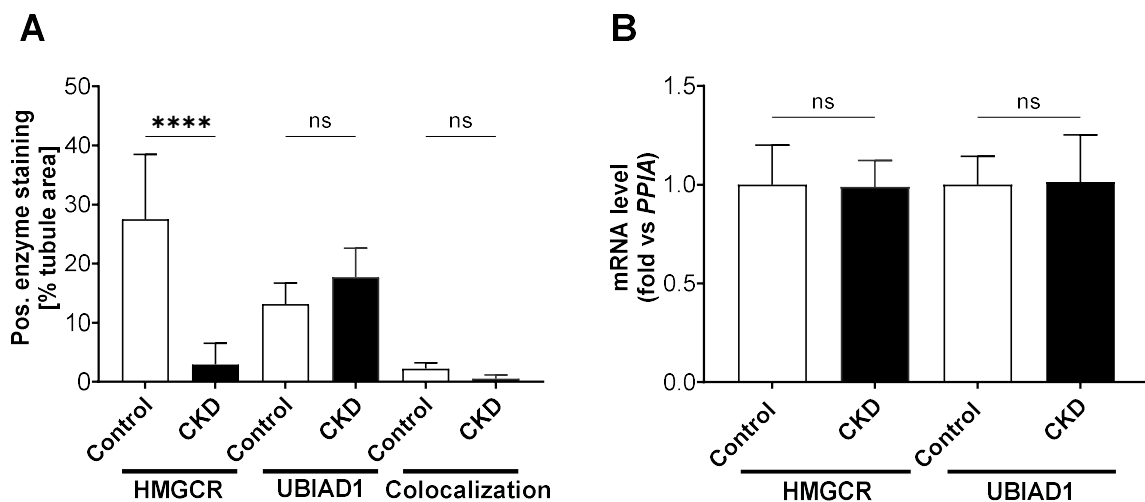 A
Pos. enzyme staining
[% tubule area]
50
40
30
20
10
0
****
ns
ns
Control
CKD
Control
CKD
Control
CKD
HMGCR
UBIAD1
Colocalization
B
mRNA level
(fold vs PPIA)
1.5
1.0
0.5
0.0
ns
ns
Control
CKD
Control
CKD
HMGCR
UBIAD1